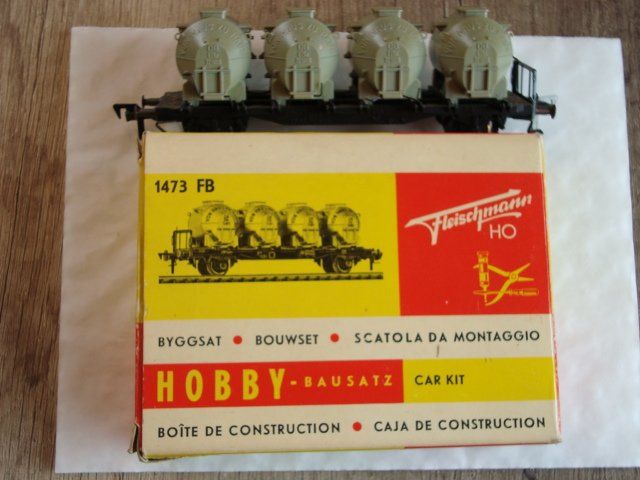 1473 FB
Fleischmann
HO
BYGGSAT • BOUWSET • SCATOLA DA MONTAGGIO
HOBBY - BAUSATZ CAR KIT
BOÎTE DE CONSTRUCTION • CAJA DE CONSTRUCTION